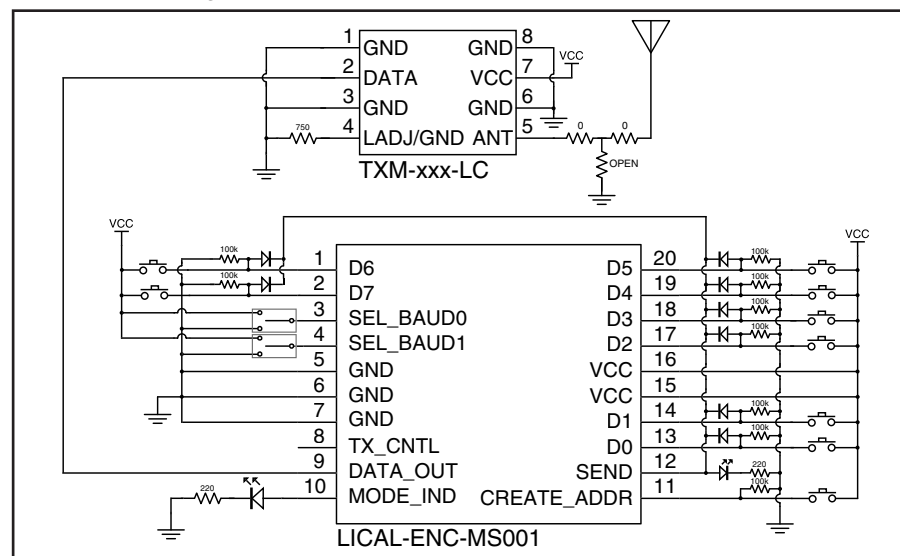 1 GND GND 8
VCC
2 DATA VCC 7
3 GND GND 6
750 4 LADJ/GND ANT 5 0 0
OPEN
TXM-xxx-LC
VCC VCC
100k 1 D6 D5 20 100k
100k 2 D7 D4 19 100k
3 SEL_BAUD0 D3 18 100k
4 SEL_BAUD1 D2 17 100k
5 GND VCC 16
6 GND VCC 15
7 GND D1 14 100k
8 TX_CNTL D0 13 100k
9 DATA_OUT SEND 12 220
220 10 MODE_IND CREATE_ADDR 11 100k
LICAL-ENC-MS001